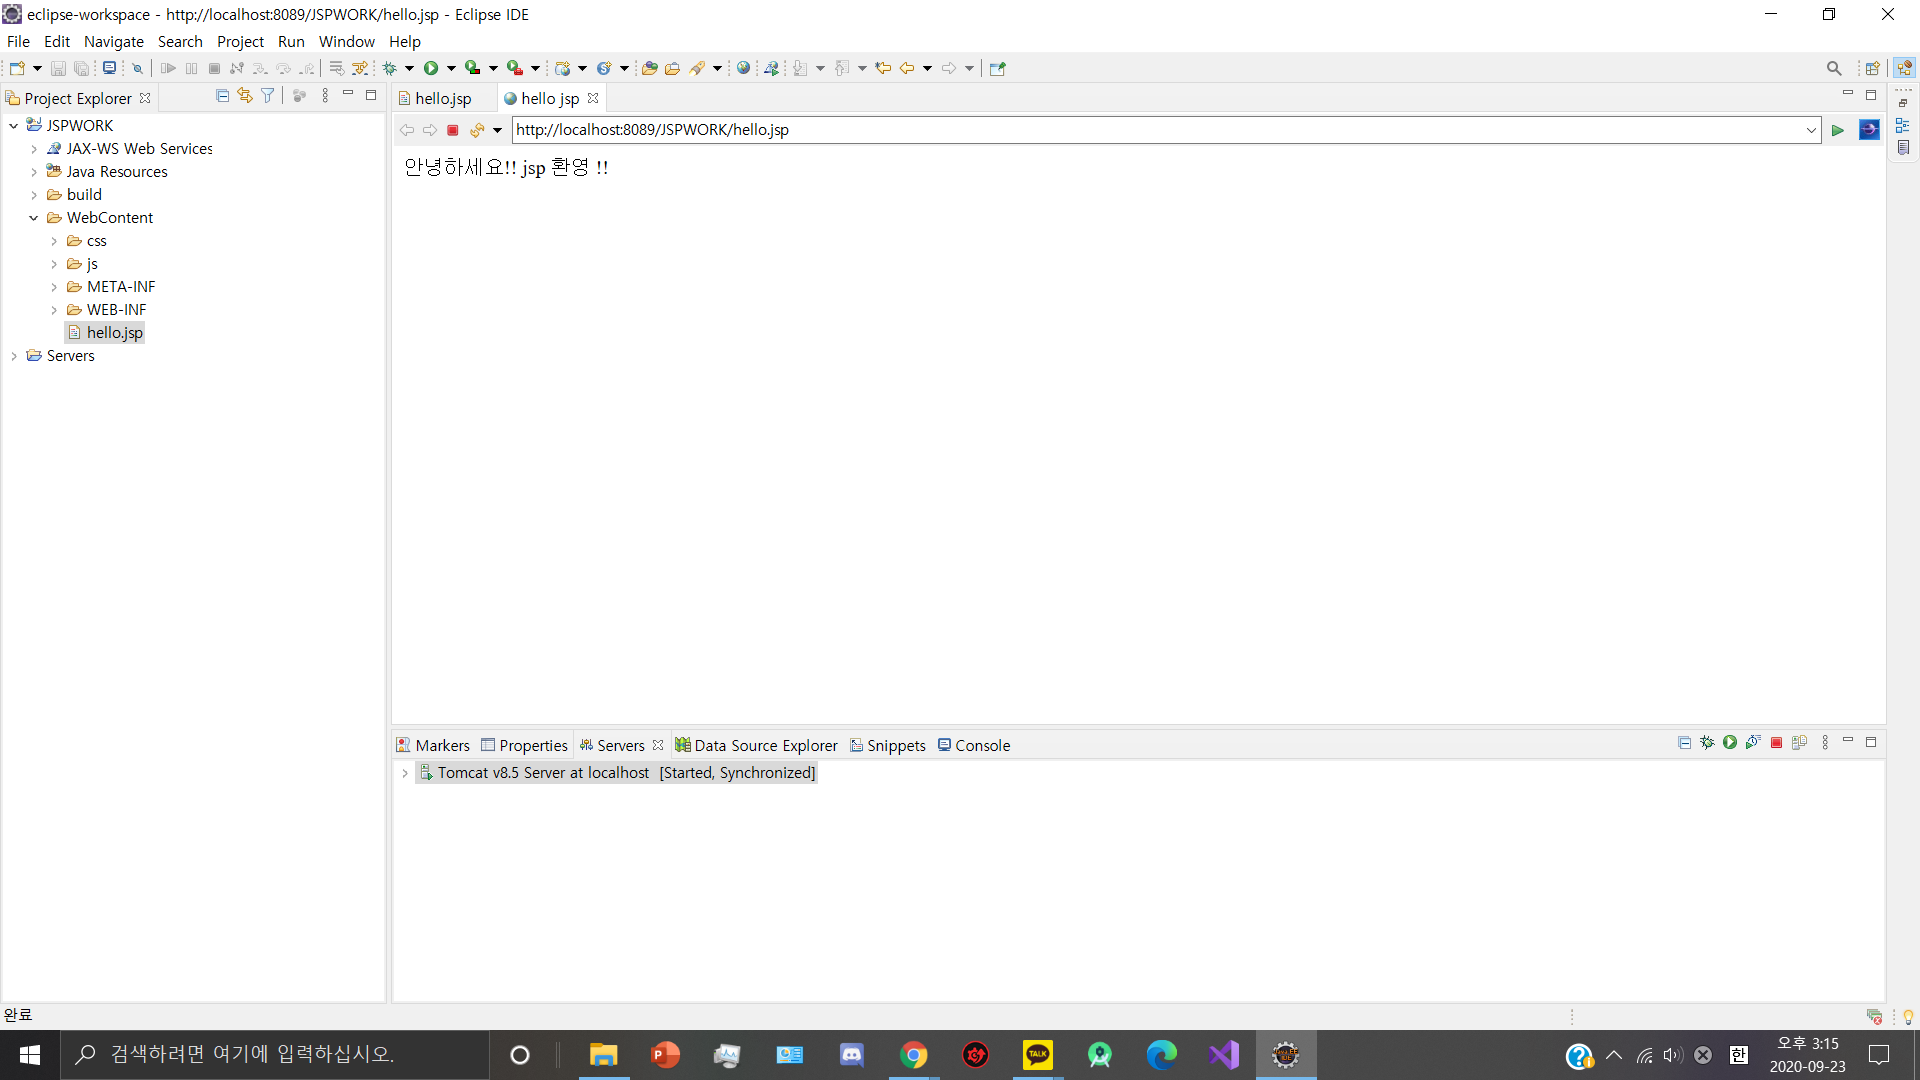 eclipse-workspace - http://localhost:8089/JSPWORK/hello.jsp - Eclipse IDE
File Edit Navigate Search Project Run Window Help
Project Explorer
JSPWORK
JAX-WS Web Services
Java Resources
build
WebContent
css
js
META-INF
WEB-INF
hello.jsp
Servers
hello.jsp hello jsp
http://localhost:8089/JSPWORK/hello.jsp
안녕하세요!! jsp 환영 !!
Markers Properties Servers Data Source Explorer Snippets Console
Tomcat v8.5 Server at localhost [Started, Synchronized]
완료
검색하려면 여기에 입력하십시오.
P
TALK
한
오후 3:15
2020-09-23